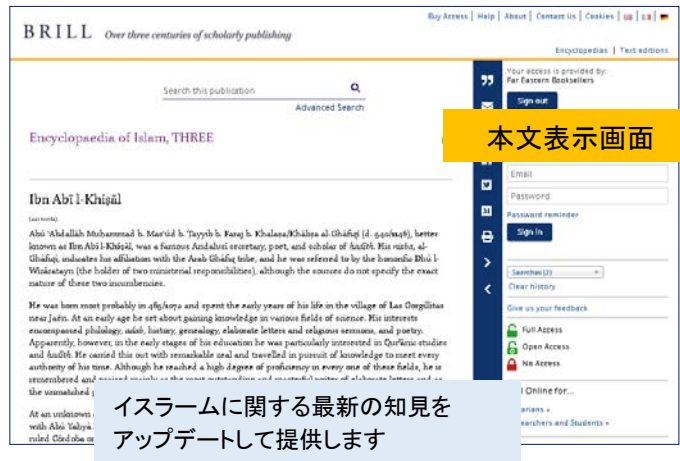 Buy Access | Help | About | Contact Us | Cookies |
BRILL Over three centuries of scholarly publishing
Encyclopedias | Text editions
Your access is provided by:
Far Eastern Booksellers
Search this publication
Sign out
Advanced Search
本文表示画面
Encyclopaedia of Islam, THREE
Email
Password:
Password reminder
Sign in
Ibn Abī l-Khiṣāl
Abū ʿAbdallāh Muḥammad b. Masʿūd b. Ṭayyib b. Faraj b. Khalaṣa/Khāliṣa al-Ghāfiqī (d. 540/1146), better
known as Ibn Abī l-Khiṣāl, was a famous Andalusī secretary, poet, and scholar of ḥadīth. His nisba, al-
Ghāfiqī, indicates his affiliation with the Arab Ghāfiq tribe, and he was referred to by the honorific Dhū l-
Wizāratayn (the holder of two ministerial responsibilities), although the sources do not specify the exact
nature of these two incumbencies.
Searches (2)
Clear history
Give us your feedback
He was born most probably in 465/1072 and spent the early years of his life in the village of Las Gorgillitas
near Jaén. At an early age he set about gaining knowledge in various fields of science. His interests
encompassed philology, adab, history, genealogy, elaborate letters and religious sermons, and poetry.
Apparently, however, in the early stages of his education he was particularly interested in Qurʾānic studies
and ḥadīth. He carried this out with remarkable zeal and travelled in pursuit of knowledge to meet every
authority of his time. Although he reached a high degree of proficiency in every one of these fields, he is
remembered and
the unmatched
Full Access
Open Access
No Access
Online for...
At an unknown
with Abū Yaḥyā
ruled Córdoba or
earchers and Students »
イスラームに関する最新の知見を
アップデートして提供します